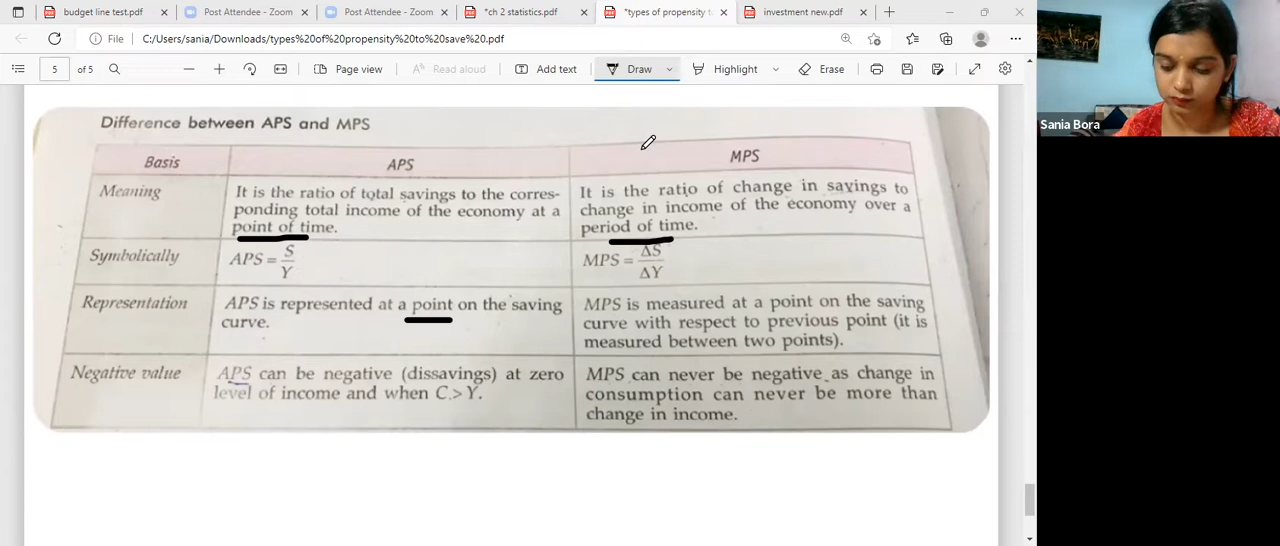 budget line test.pdf
Post Attendee - Zoom
Post Attendee - Zoom
*ch 2 statistics.pdf
*types of propensity t
investment new.pdf
File
C:/Users/sania/Downloads/types%20of%20propensity%20to%20save%20.pdf
5 of 5
Page view
Read aloud
Add text
Draw
Highlight
Erase
Sania Bora
Difference between APS and MPS
Basis
APS
MPS
Meaning
It is the ratio of total savings to the corres-
ponding total income of the economy at a
point of time.
It is the ratio of change in savings to
change in income of the economy over a
period of time.
Symbolically
APS = S/Y
MPS = ΔS/ΔY
Representation
APS is represented at a point on the saving
curve.
MPS is measured at a point on the saving
curve with respect to previous point (it is
measured between two points).
Negative value
APS can be negative (dissavings) at zero
level of income and when C > Y.
MPS can never be negative as change in
consumption can never be more than
change in income.